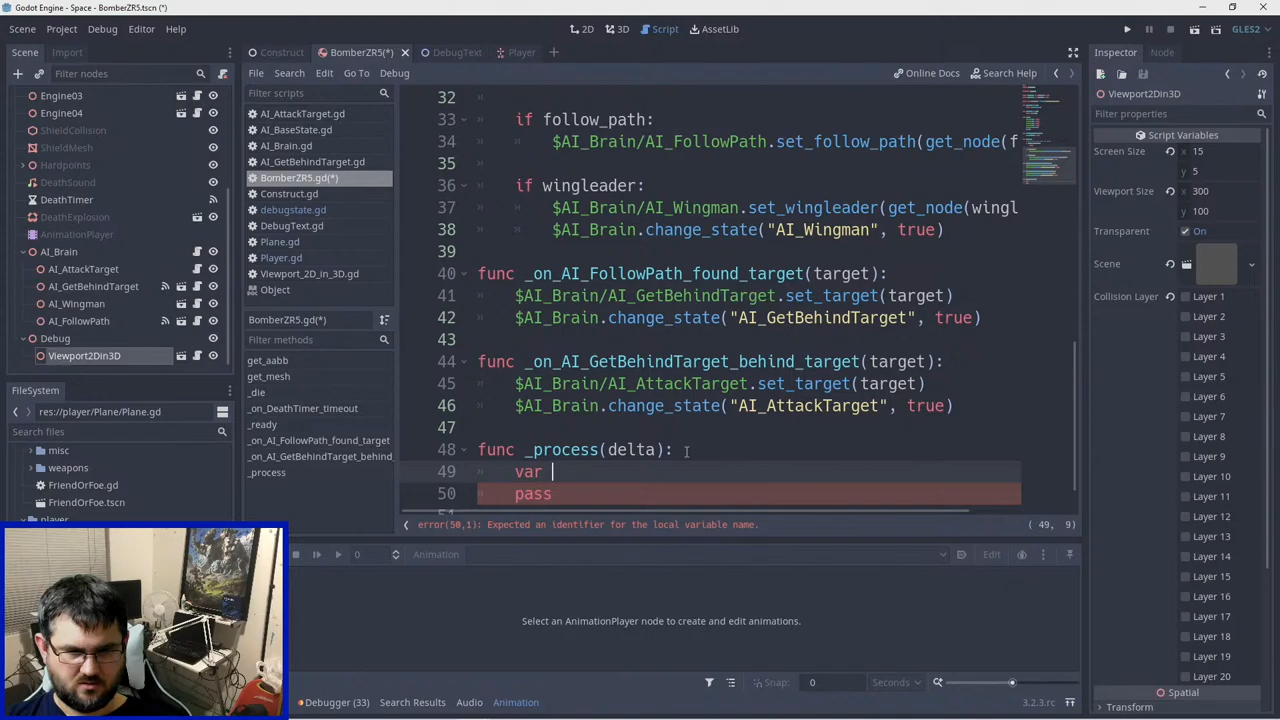 Godot Engine - BomberZR5.tscn (*)
Scene Project Debug Editor Help
2D 3D Script AssetLib
GLES2
Scene Import
Filter nodes
Engine03
Engine04
ShieldCollision
ShieldMesh
Hardpoints
DeathSound
DeathTimer
DeathExplosion
AnimationPlayer
AI_Brain
AI_AttackTarget
AI_GetBehindTarget
AI_Wingman
AI_FollowPath
Debug
Viewport2Din3D
FileSystem
res://player/Plane/Plane.gd
Search files
misc
weapons
FriendOrFoe.gd
FriendOrFoe.tscn
player
Construct BomberZR5(*) DebugText Player
File Search Edit Go To Debug
Online Docs Search Help
Filter scripts
AI_AttackTarget.gd
AI_BaseState.gd
AI_Brain.gd
AI_GetBehindTarget.gd
BomberZR5.gd(*)
Construct.gd
debugstate.gd
DebugText.gd
Plane.gd
Player.gd
Viewport_2D_in_3D.gd
Object
BomberZR5.gd(*)
Filter methods
get_aabb
get_mesh
_die
_on_DeathTimer_timeout
_ready
_on_AI_FollowPath_found_target
_on_AI_GetBehindTarget_behind_
_process
32
33 if follow_path:
34 $AI_Brain/AI_FollowPath.set_follow_path(get_node(f
35
36 if wingleader:
37 $AI_Brain/AI_Wingman.set_wingleader(get_node(wingl
38 $AI_Brain.change_state("AI_Wingman", true)
39
40 func _on_AI_FollowPath_found_target(target):
41 $AI_Brain/AI_GetBehindTarget.set_target(target)
42 $AI_Brain.change_state("AI_GetBehindTarget", true)
43
44 func _on_AI_GetBehindTarget_behind_target(target):
45 $AI_Brain/AI_AttackTarget.set_target(target)
46 $AI_Brain.change_state("AI_AttackTarget", true)
47
48 func _process(delta):
49 var
50 pass
51
error(50,1): Expected an identifier for the local variable name.
( 49, 9)
0 Animation Edit
Select an AnimationPlayer node to create and edit animations.
Snap: 0 Seconds
Debugger (33) Search Results Audio Animation
3.2.3.rc
Inspector Node
Viewport2Din3D
Filter properties
Script Variables
Screen Size x 15
y 5
Viewport Size x 300
y 100
Transparent On
Scene
Collision Layer Layer 1
Layer 2
Layer 3
Layer 4
Layer 5
Layer 6
Layer 7
Layer 8
Layer 9
Layer 10
Layer 11
Layer 12
Layer 13
Layer 14
Layer 15
Layer 16
Layer 17
Layer 18
Layer 19
Layer 20
Spatial
Transform